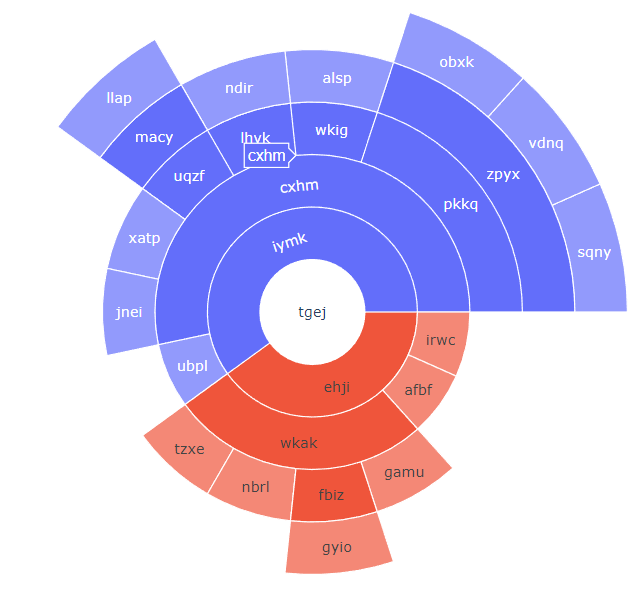 obxk
alsp
ndir
llap
wkig
macy
vdnq
cxhm
zpyx
uqzf
cxhm
pkkq
xatp
iymk
sqny
jnei
tgej
irwc
ubpl
ehji
afbf
wkak
tzxe
gamu
nbrl
fbiz
gyio